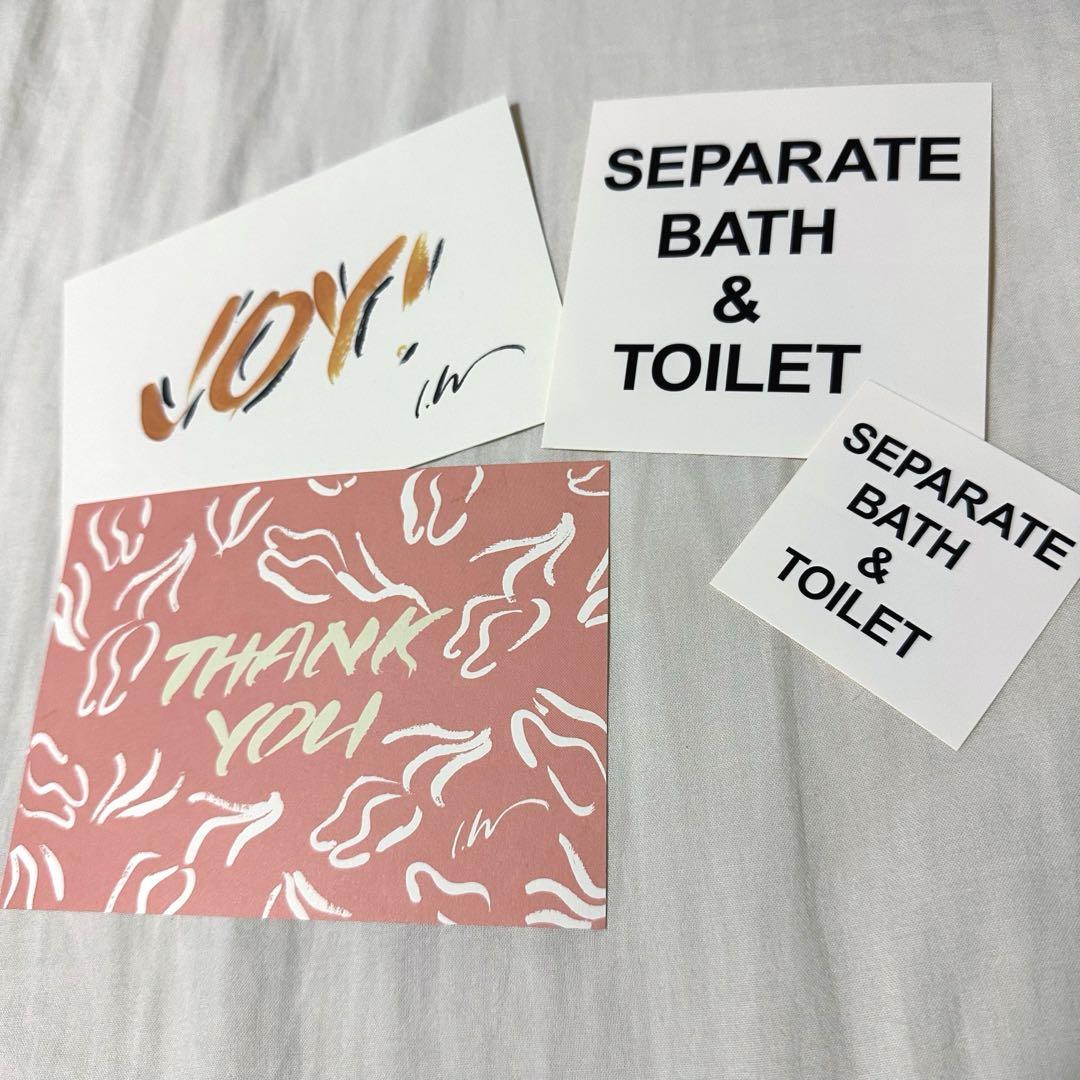 JOY!
I.W
SEPARATE
BATH
&
TOILET
SEPARATE
BATH
&
TOILET
THANK
YOU
I.W